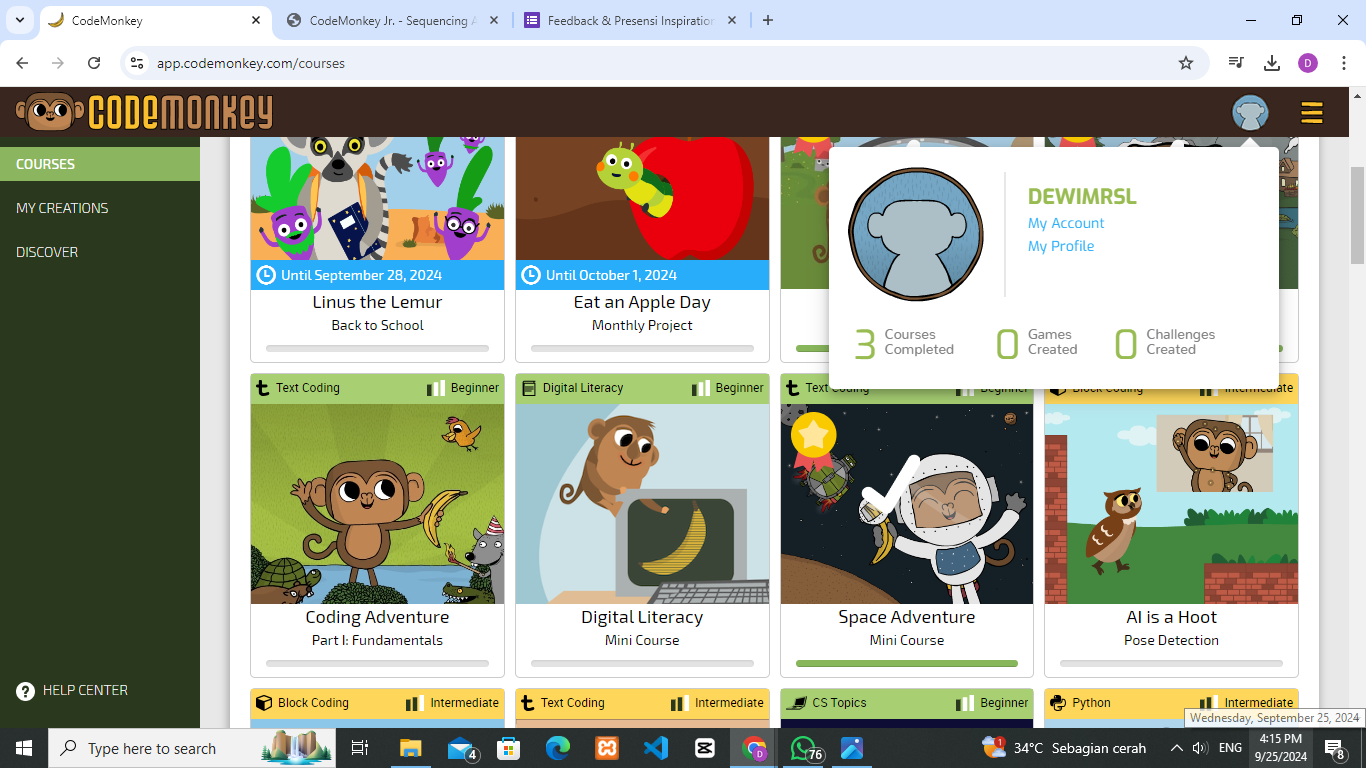 CodeMonkey
CodeMonkey Jr. - Sequencing A
Feedback & Presensi Inspiration
app.codemonkey.com/courses
D
CODEMONKEY
COURSES
MY CREATIONS
DISCOVER
HELP CENTER
Until September 28, 2024
Linus the Lemur
Back to School
Until October 1, 2024
Eat an Apple Day
Monthly Project
DEWIMRSL
My Account
My Profile
3 Courses Completed
0 Games Created
0 Challenges Created
Text Coding Beginner
Coding Adventure
Part I: Fundamentals
Digital Literacy Beginner
Digital Literacy
Mini Course
Text Coding Beginner
Space Adventure
Mini Course
Block Coding Intermediate
AI is a Hoot
Pose Detection
Block Coding Intermediate
Text Coding Intermediate
CS Topics Beginner
Python Intermediate
Wednesday, September 25, 2024
Type here to search
4
D
76
1
34°C Sebagian cerah
ENG
4:15 PM
9/25/2024
8